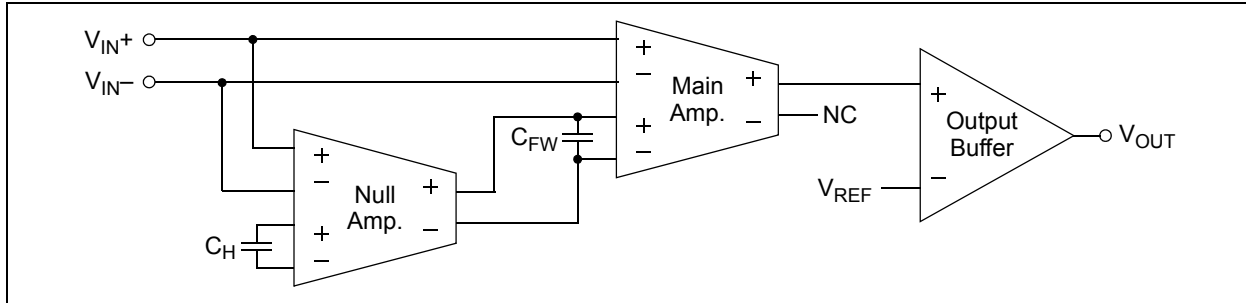 V_IN+
V_IN–
+
–
+
–
Main
Amp.
+
–
NC
+
–
Output
Buffer
V_OUT
V_REF
C_FW
+
–
+
–
Null
Amp.
+
–
C_H